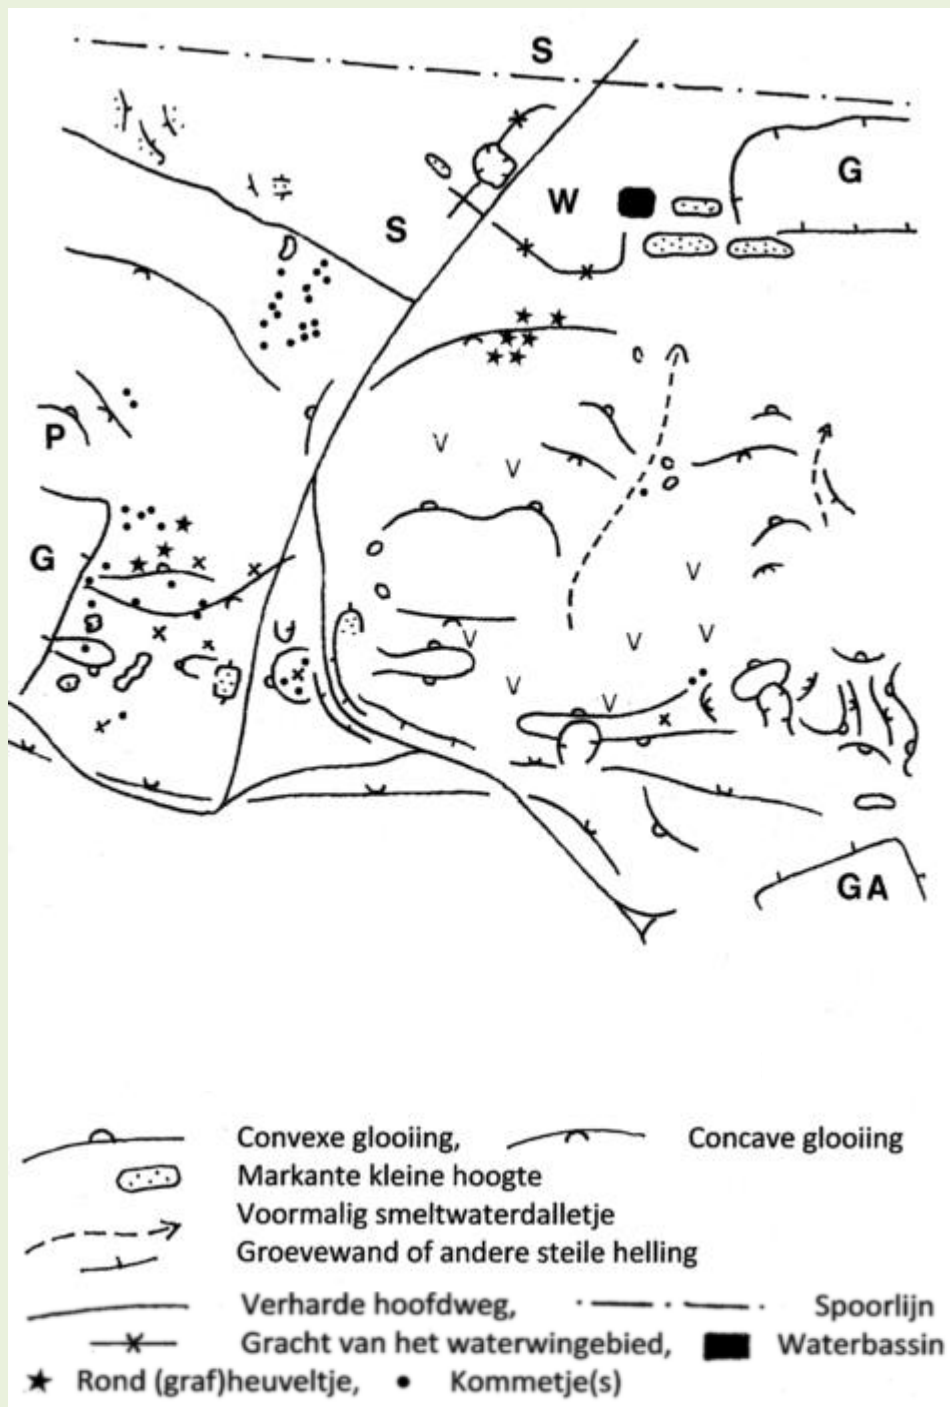 S
G
W
S
P
G
V
V
V
V
V
V
V
V
V
GA
Convexe glooiing, Concave glooiing
Markante kleine hoogte
Voormalig smeltwaterdalletje
Groevewand of andere steile helling
Verharde hoofdweg, Spoorlijn
Gracht van het waterwingebied, Waterbassin
Rond (graf)heuveltje, Kommetje(s)